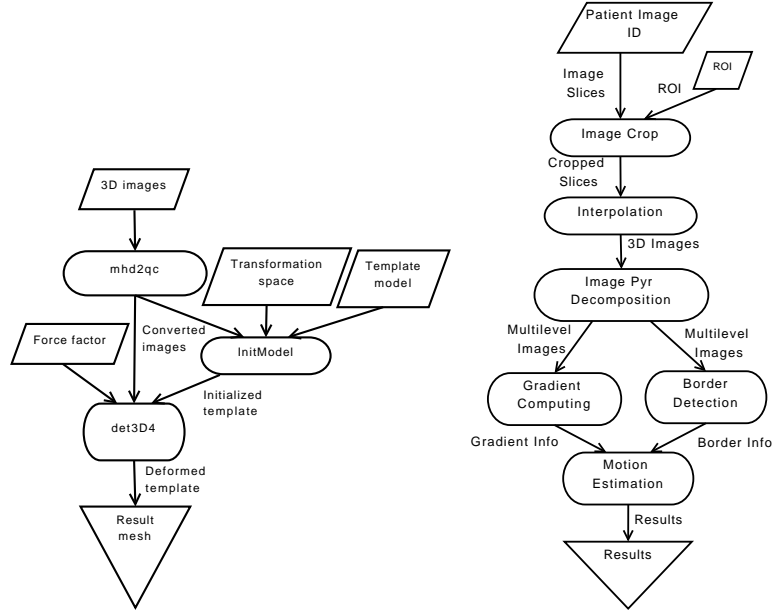 3D images
mhd2qc
Transformation
space
Template
model
Force factor
Converted
images
InitModel
Initialized
template
det3D4
Deformed
template
Result
mesh
Patient Image
ID
ROI
Image
Slices
ROI
Image Crop
Cropped
Slices
Interpolation
3D Images
Image Pyr
Decomposition
Multilevel
Images
Multilevel
Images
Gradient
Computing
Border
Detection
Gradient Info
Border Info
Motion
Estimation
Results
Results